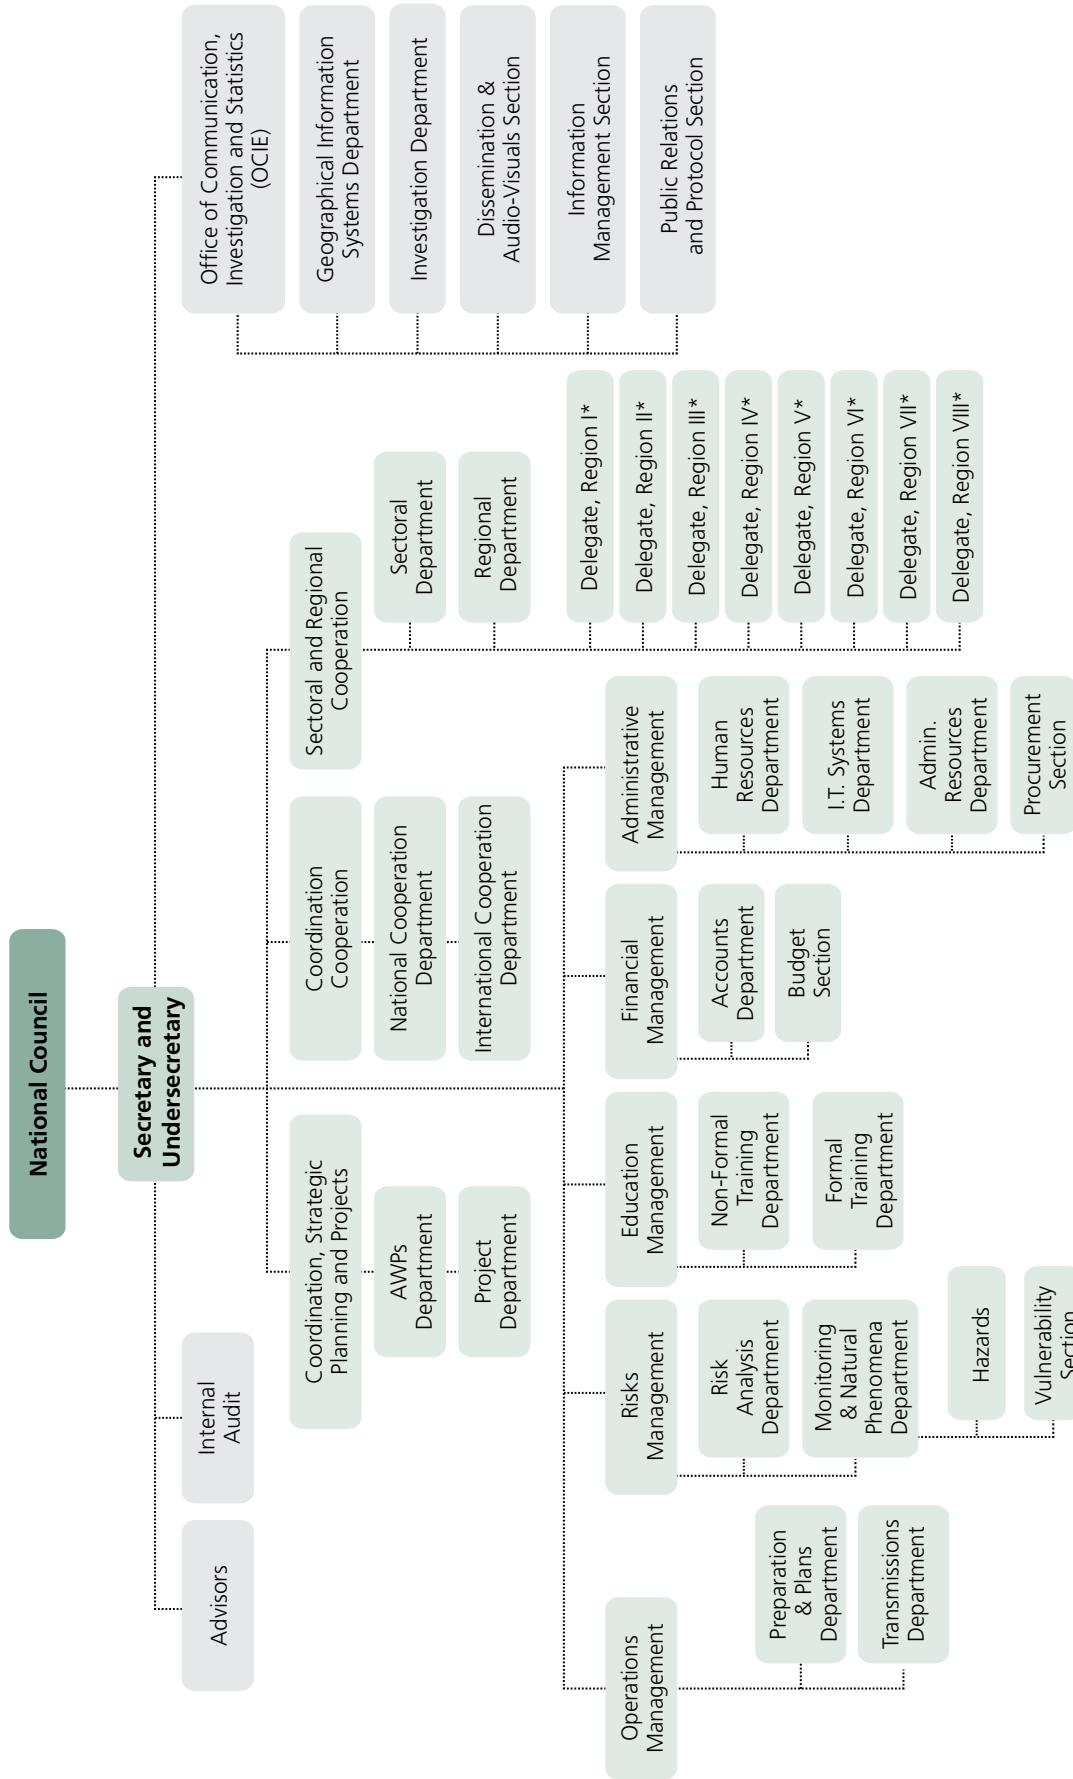 National Council
Secretary and
Undersecretary
Advisors
Internal
Audit
Office of Communication,
Investigation and Statistics
(OCIE)
Geographical Information
Systems Department
Investigation Department
Dissemination &
Audio-Visuals Section
Information
Management Section
Public Relations
and Protocol Section
Coordination, Strategic
Planning and Projects
AWPs
Department
Project
Department
Coordination
Cooperation
National Cooperation
Department
International Cooperation
Department
Sectoral and Regional
Cooperation
Sectoral
Department
Regional
Department
Delegate, Region I*
Delegate, Region II*
Delegate, Region III*
Delegate, Region IV*
Delegate, Region V*
Delegate, Region VI*
Delegate, Region VII*
Delegate, Region VIII*
Operations
Management
Preparation
& Plans
Department
Transmissions
Department
Risks
Management
Risk
Analysis
Department
Monitoring
& Natural
Phenomena
Department
Hazards
Vulnerability
Section
Education
Management
Non-Formal
Training
Department
Formal
Training
Department
Financial
Management
Accounts
Department
Budget
Section
Administrative
Management
Human
Resources
Department
I.T. Systems
Department
Admin.
Resources
Department
Procurement
Section